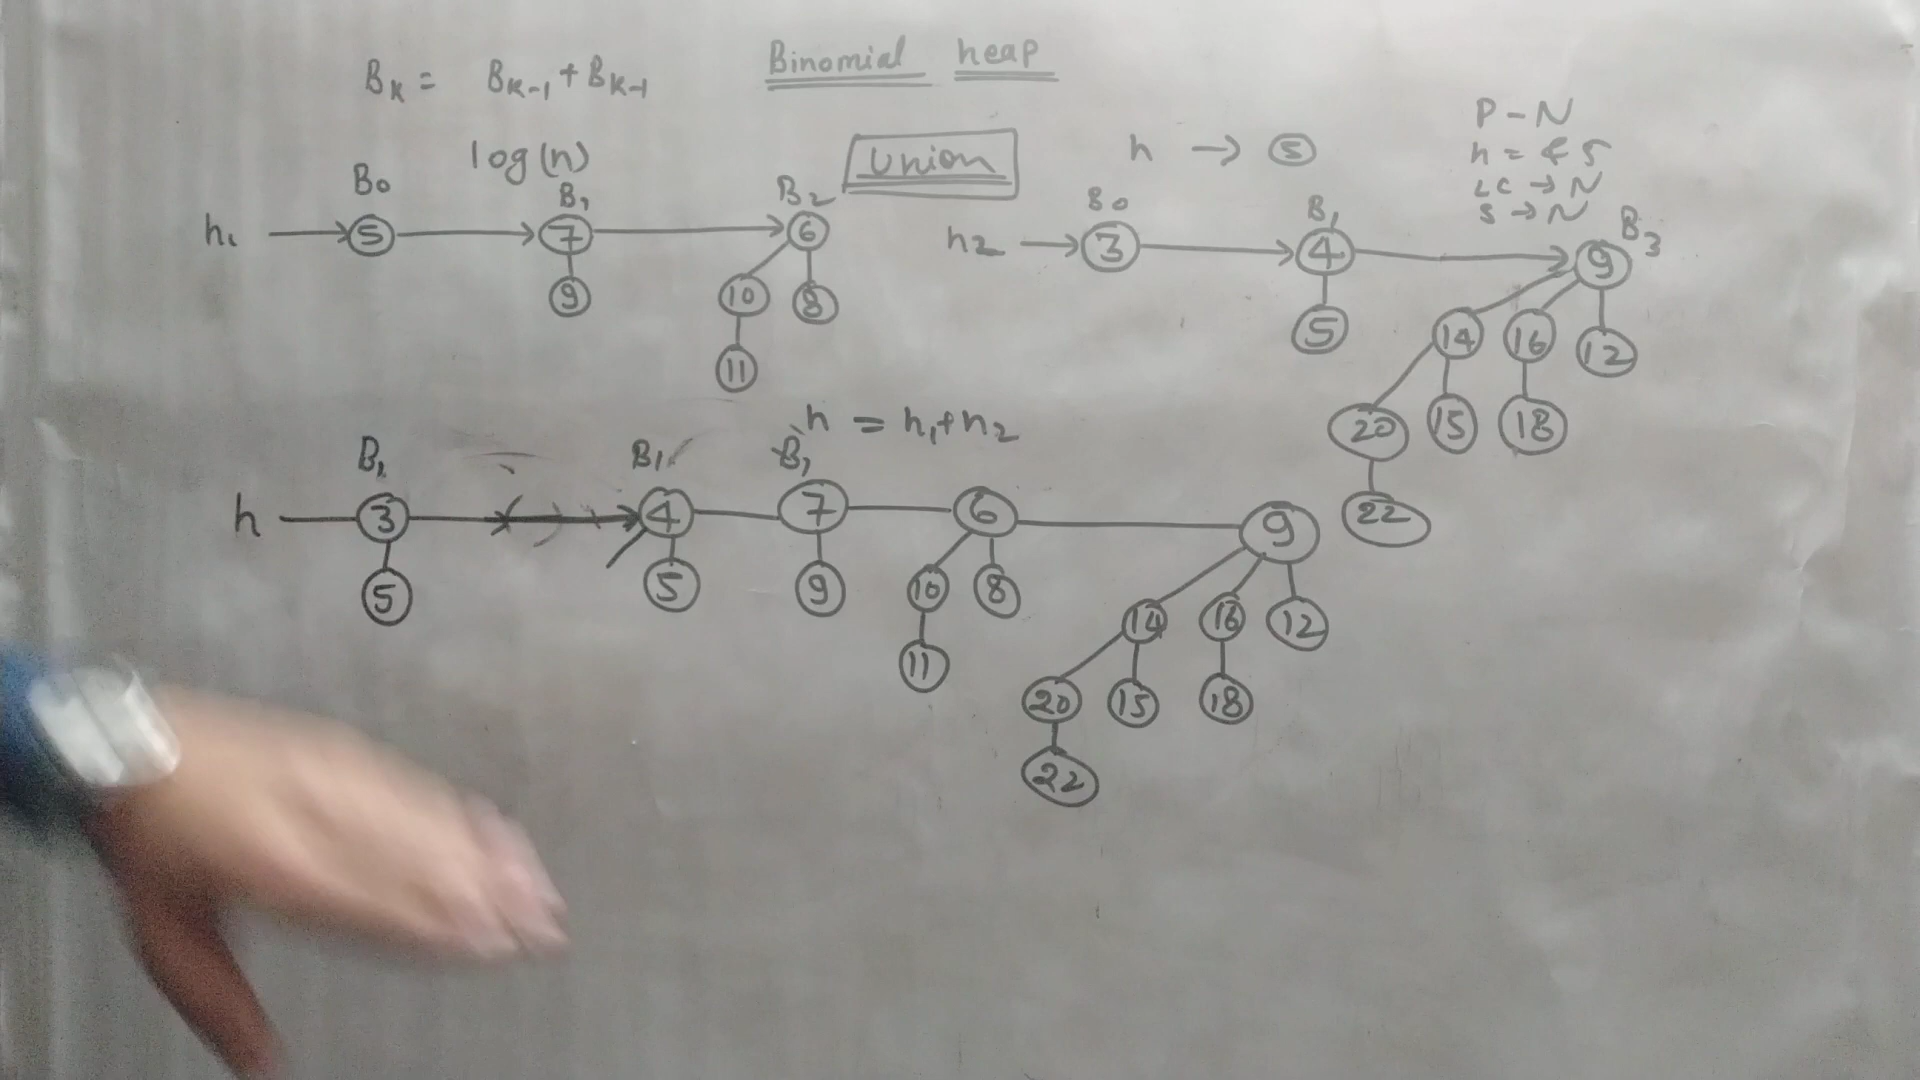 Binomial heap
Bk = Bk-1 + Bk-1
log(n)
Union
h → 5
P - N
LC → N
S → N
h1 → 5 → 7 → 6
B0 B1 B2
9 10 8
11
h2 → 3 → 4 → 9
B0 B1 B3
5 14 16 12
20 15 18
22
h = h1+h2
B1 B1 B1
h 3 4 7 6 9
5 5 9 10 8 14 16 12
11 20 15 18
22